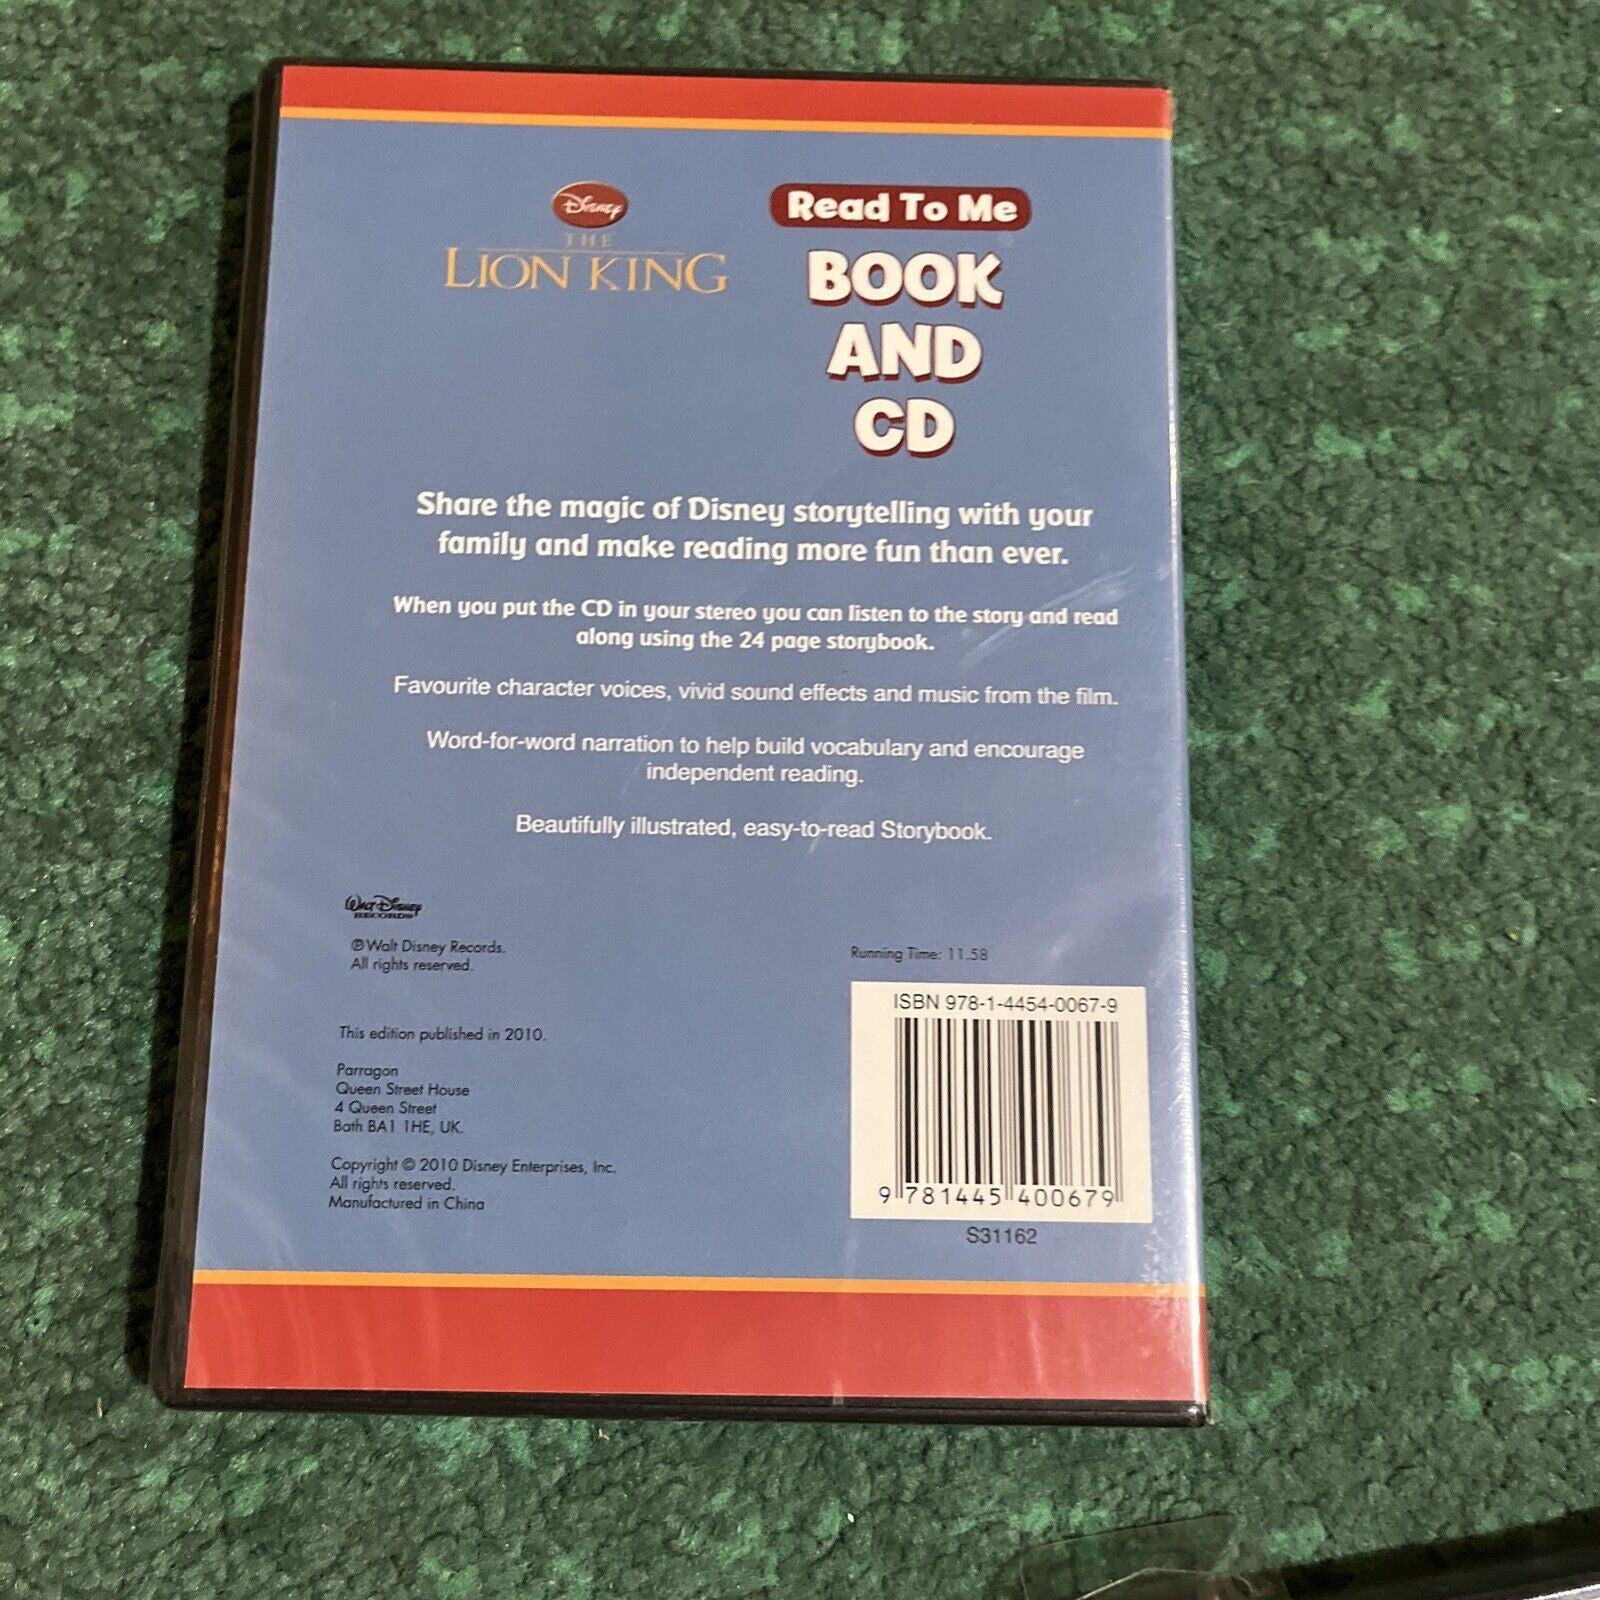 Disney
THE
LION KING
Read To Me
BOOK
AND
CD
Share the magic of Disney storytelling with your
family and make reading more fun than ever.
When you put the CD in your stereo you can listen to the story and read
along using the 24 page storybook.
Favourite character voices, vivid sound effects and music from the film.
Word-for-word narration to help build vocabulary and encourage
independent reading.
Beautifully illustrated, easy-to-read Storybook.
Walt Disney
RECORDS
℗ Walt Disney Records.
All rights reserved.
This edition published in 2010.
Parragon
Queen Street House
4 Queen Street
Bath BA1 1HE, UK.
Copyright © 2010 Disney Enterprises, Inc.
All rights reserved.
Manufactured in China
Running Time: 11.58
ISBN 978-1-4454-0067-9
9 781445 400679
S31162